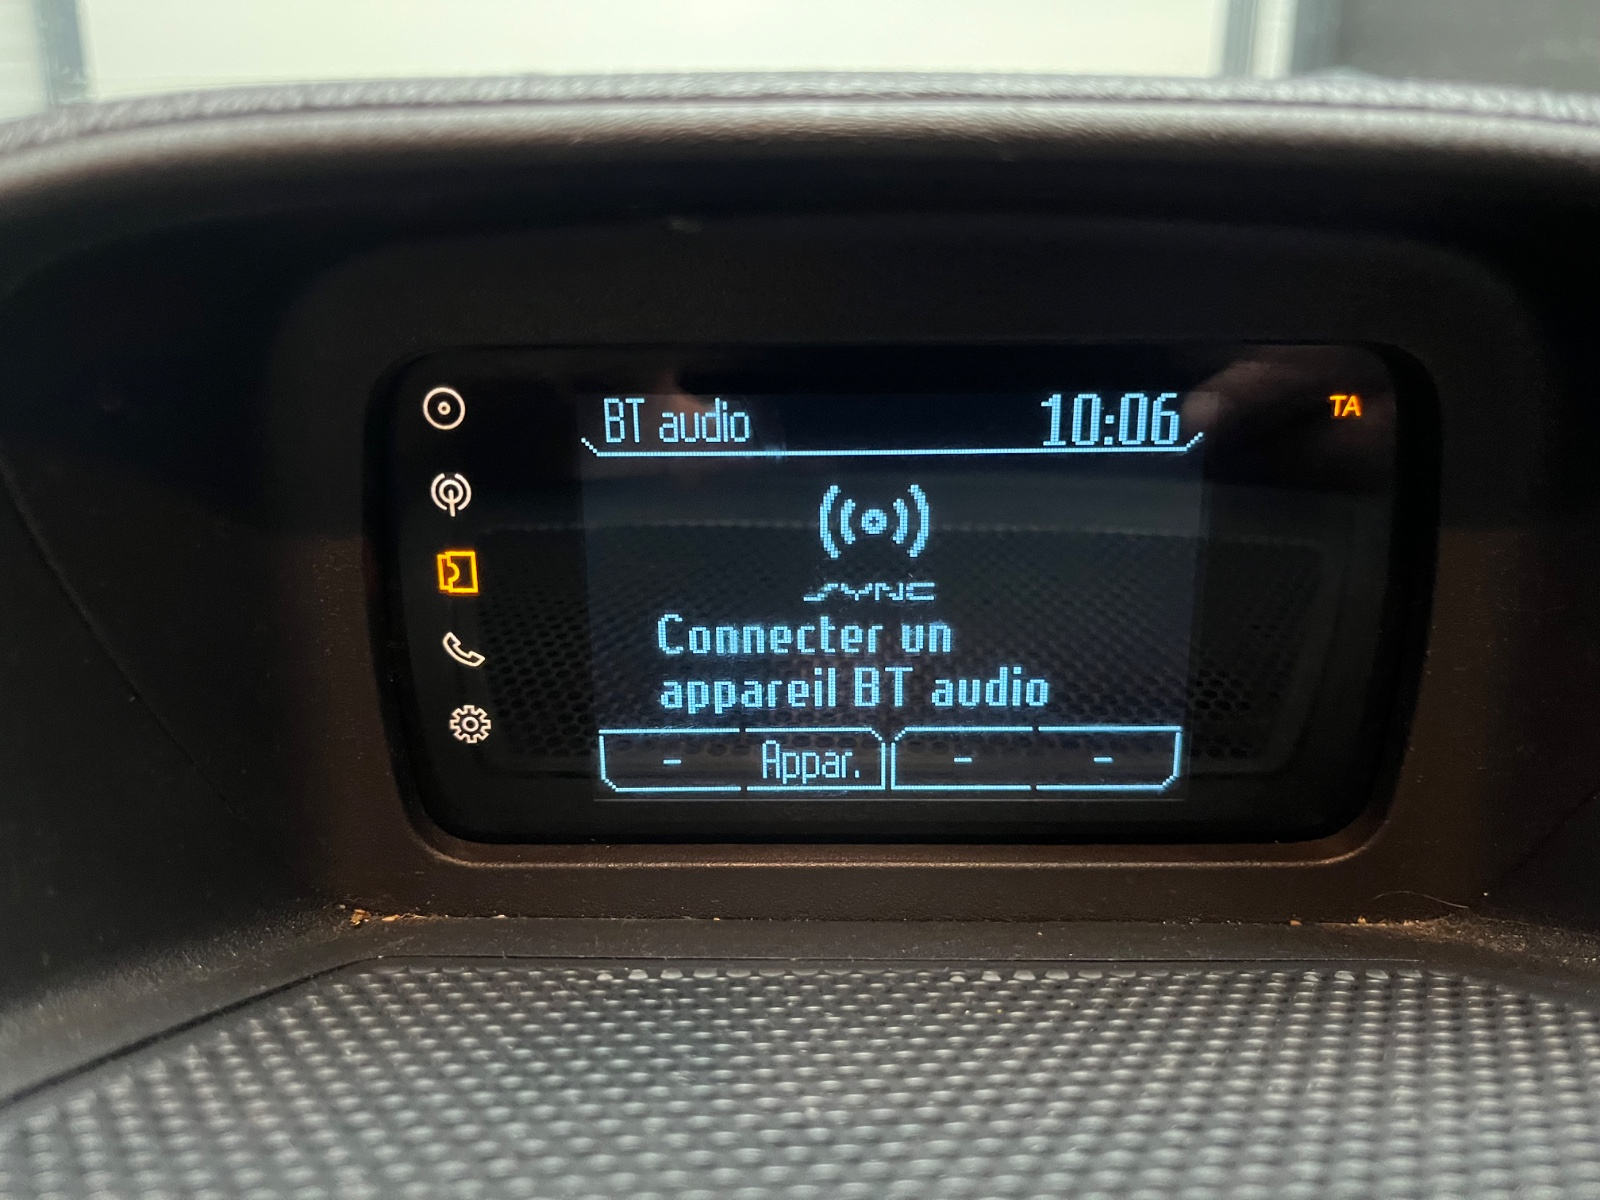 BT audio 10:06
TA
SYNC
Connecter un
appareil BT audio
- Appar. - -